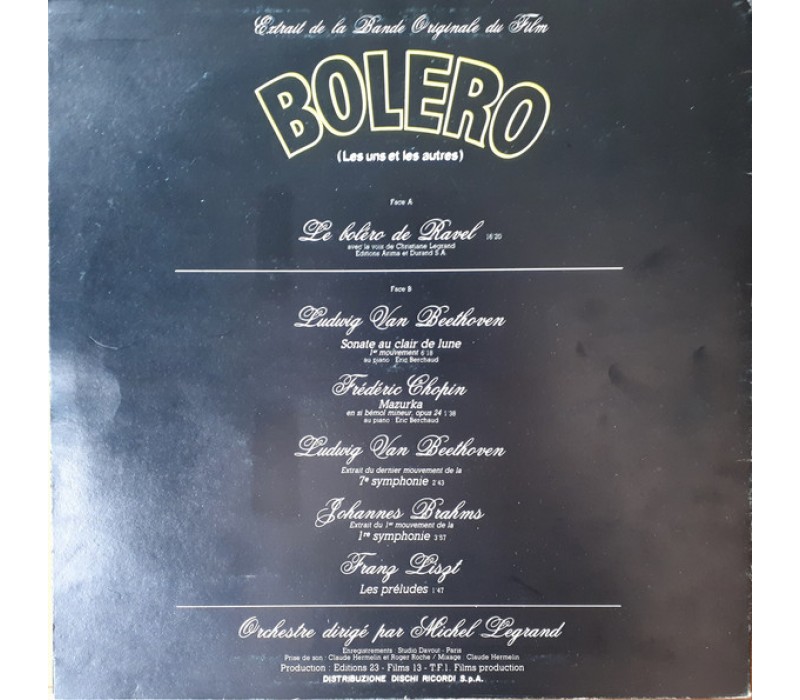 Extrait de la Bande Originale du Film
BOLERO
(Les uns et les autres)
Face A
Le boléro de Ravel 16'20
avec la voix de Christiane Legrand
Editions Arima et Durand S.A.
Face B
Ludwig Van Beethoven
Sonate au clair de lune
1er mouvement 6'18
au piano : Eric Berchaud
Frédéric Chopin
Mazurka
en si bémol mineur, opus 24 1'36
au piano : Eric Berchaud
Ludwig Van Beethoven
Extrait du dernier mouvement de la
7e symphonie 2'43
Johannes Brahms
Extrait du 1er mouvement de la
1re symphonie 3'57
Franz Liszt
Les préludes 1'47
Orchestre dirigé par Michel Legrand
Enregistrements : Studio Davout - Paris
Prise de son : Claude Hermelin et Roger Roche / Mixage : Claude Hermelin
Production : Editions 23 - Films 13 - T.F.1. Films production
DISTRIBUZIONE DISCHI RICORDI S.p.A.